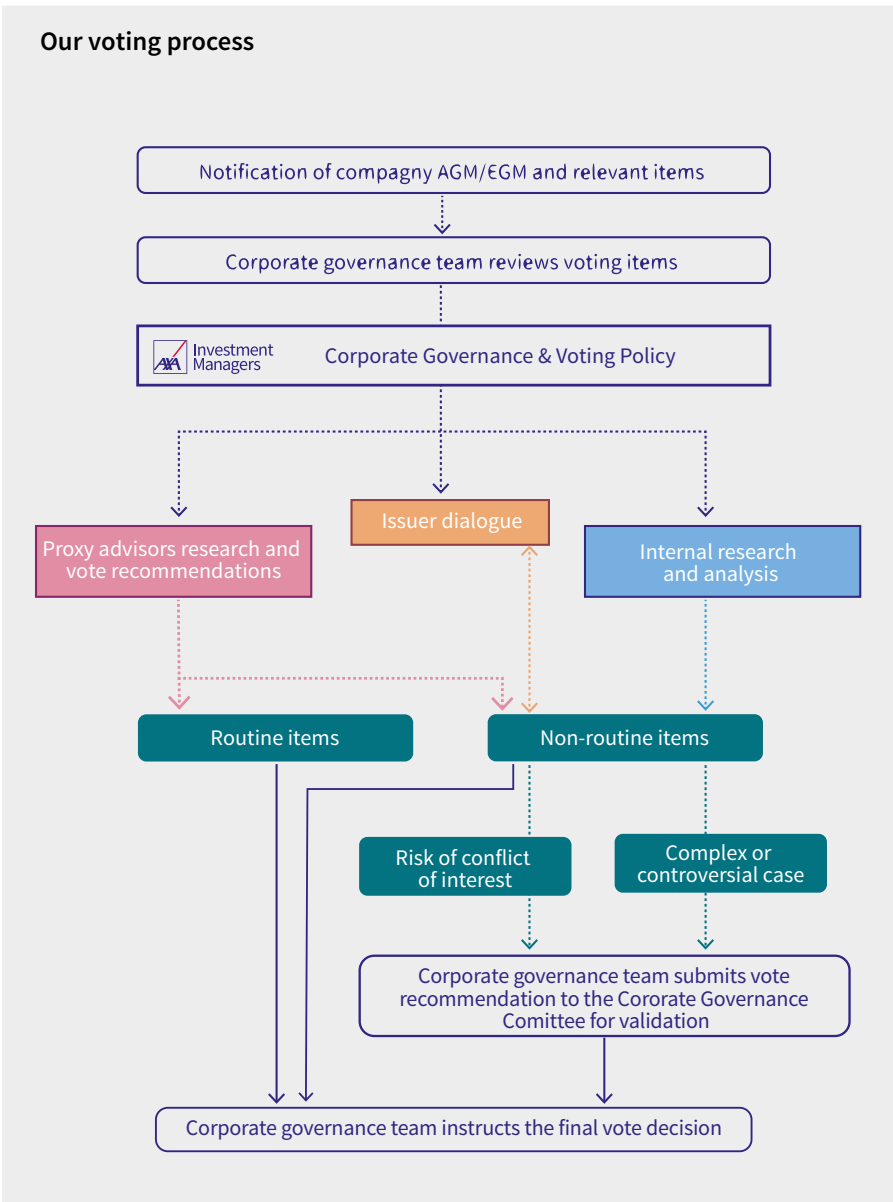 Our voting process
Notification of compagny AGM/EGM and relevant items
Corporate governance team reviews voting items
AXA
Investment
Managers
Corporate Governance & Voting Policy
Issuer dialogue
Proxy advisors research and
vote recommendations
Internal research
and analysis
Routine items
Non-routine items
Risk of conflict
of interest
Complex or
controversial case
Corporate governance team submits vote
recommendation to the Cororate Governance
Comittee for validation
Corporate governance team instructs the final vote decision